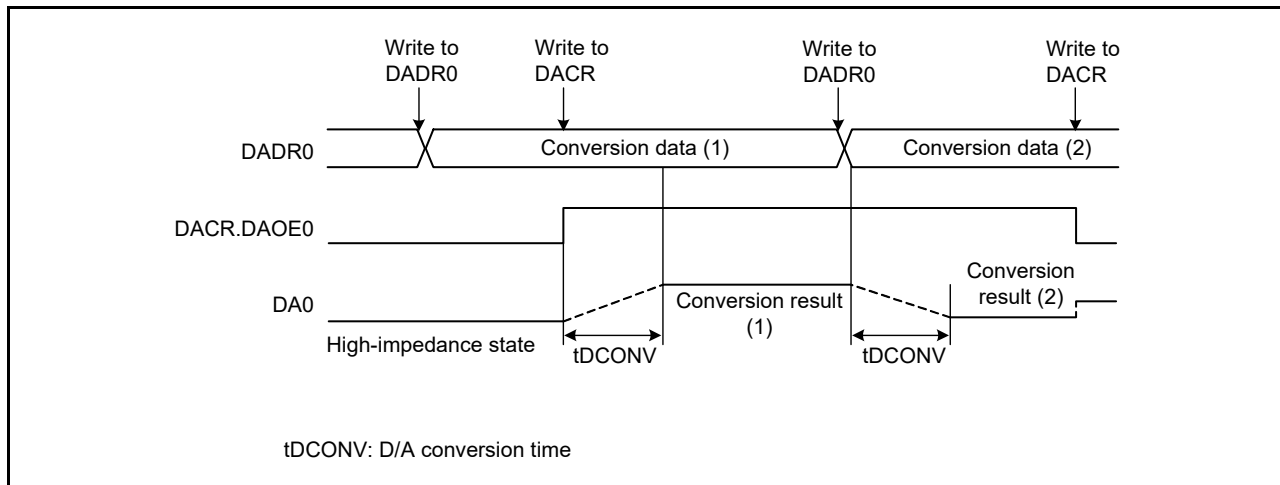 Write to
DADR0
Write to
DACR
Write to
DADR0
Write to
DACR
DADR0
Conversion data (1)
Conversion data (2)
DACR.DAOE0
DA0
Conversion result
(1)
Conversion
result (2)
High-impedance state
tDCONV
tDCONV
tDCONV: D/A conversion time